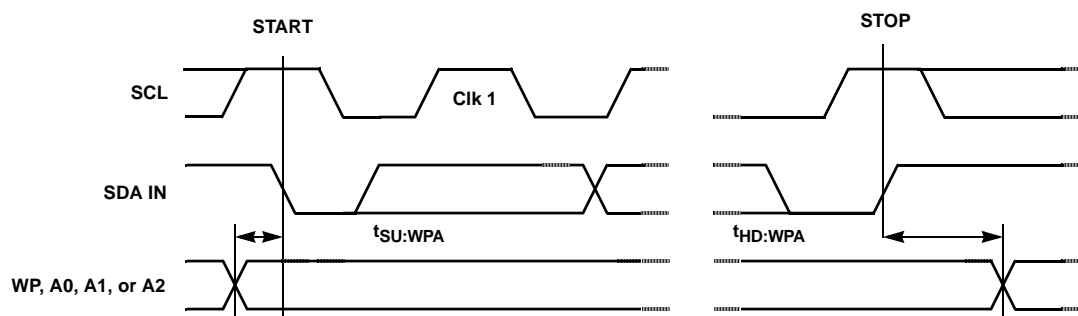 START
STOP
SCL
Clk 1
SDA IN
tSU:WPA
tHD:WPA
WP, A0, A1, or A2